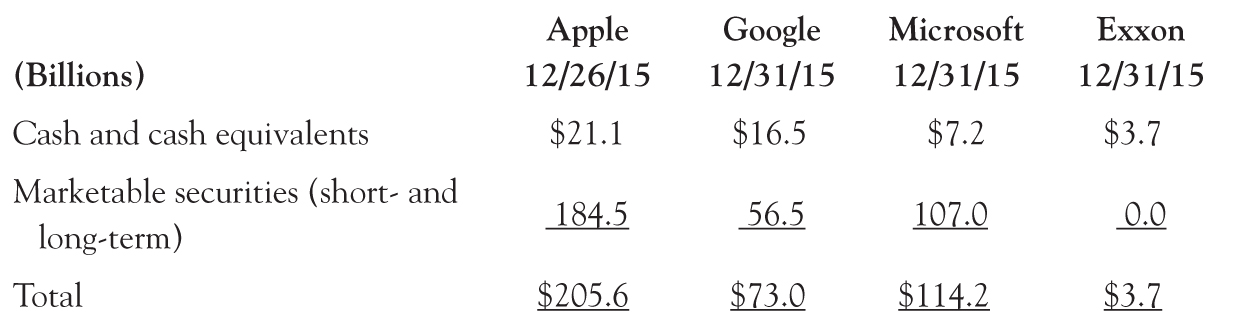 Apple Google Microsoft Exxon
(Billions) 12/26/15 12/31/15 12/31/15 12/31/15
Cash and cash equivalents $21.1 $16.5 $7.2 $3.7
Marketable securities (short- and
long-term) 184.5 56.5 107.0 0.0
Total $205.6 $73.0 $114.2 $3.7